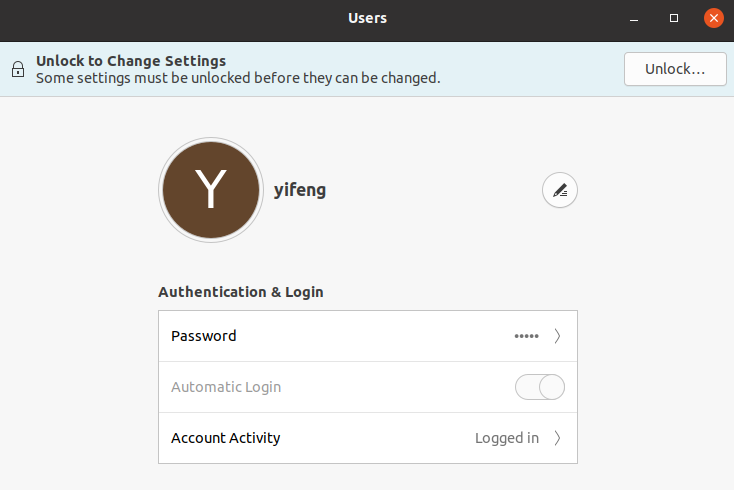 Users
Unlock to Change Settings
Some settings must be unlocked before they can be changed.
Unlock...
Y
yifeng
Authentication & Login
Password •••••
Automatic Login
Account Activity Logged in